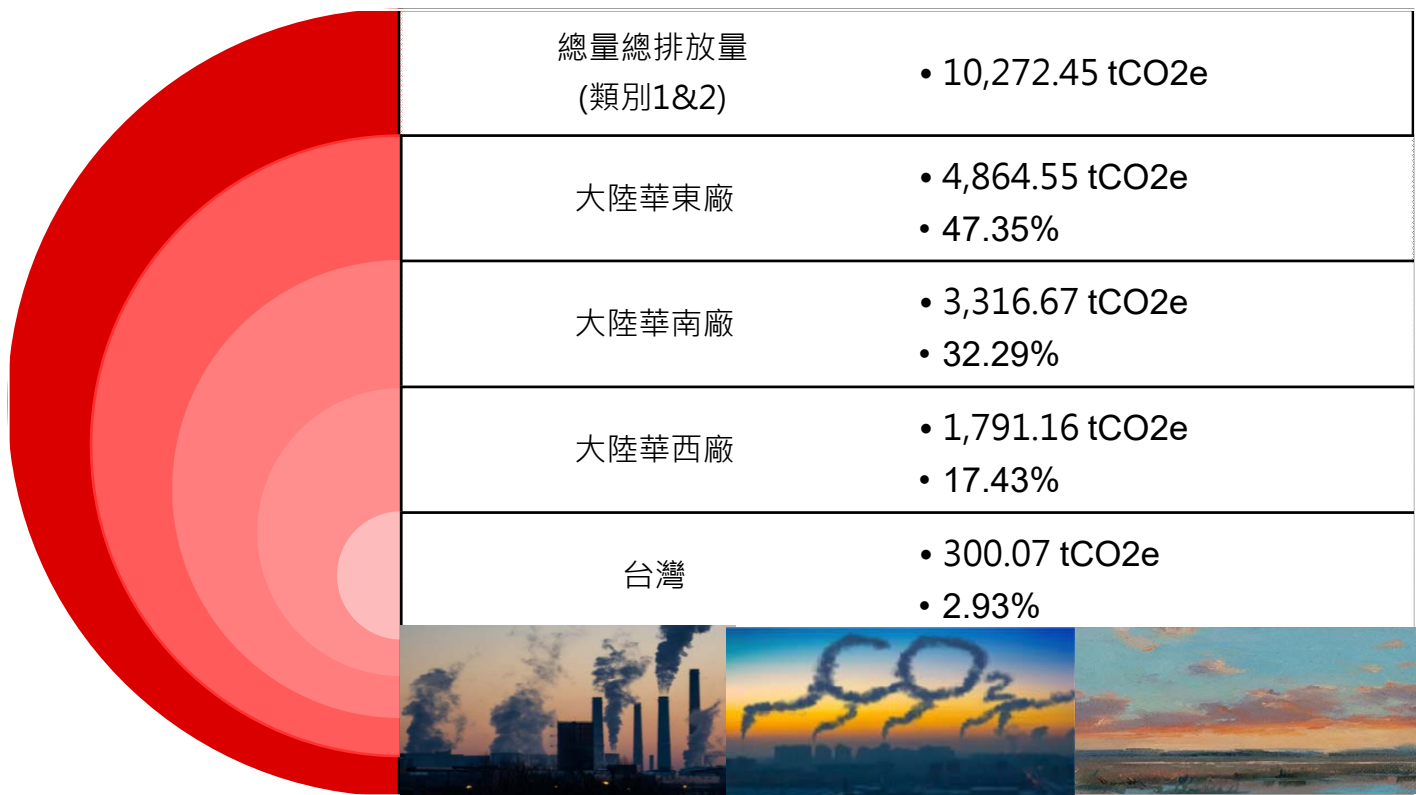 總量總排放量
(類別1&2)
• 10,272.45 tCO2e
大陸華東廠
• 4,864.55 tCO2e
• 47.35%
大陸華南廠
• 3,316.67 tCO2e
• 32.29%
大陸華西廠
• 1,791.16 tCO2e
• 17.43%
台灣
• 300.07 tCO2e
• 2.93%
CO2